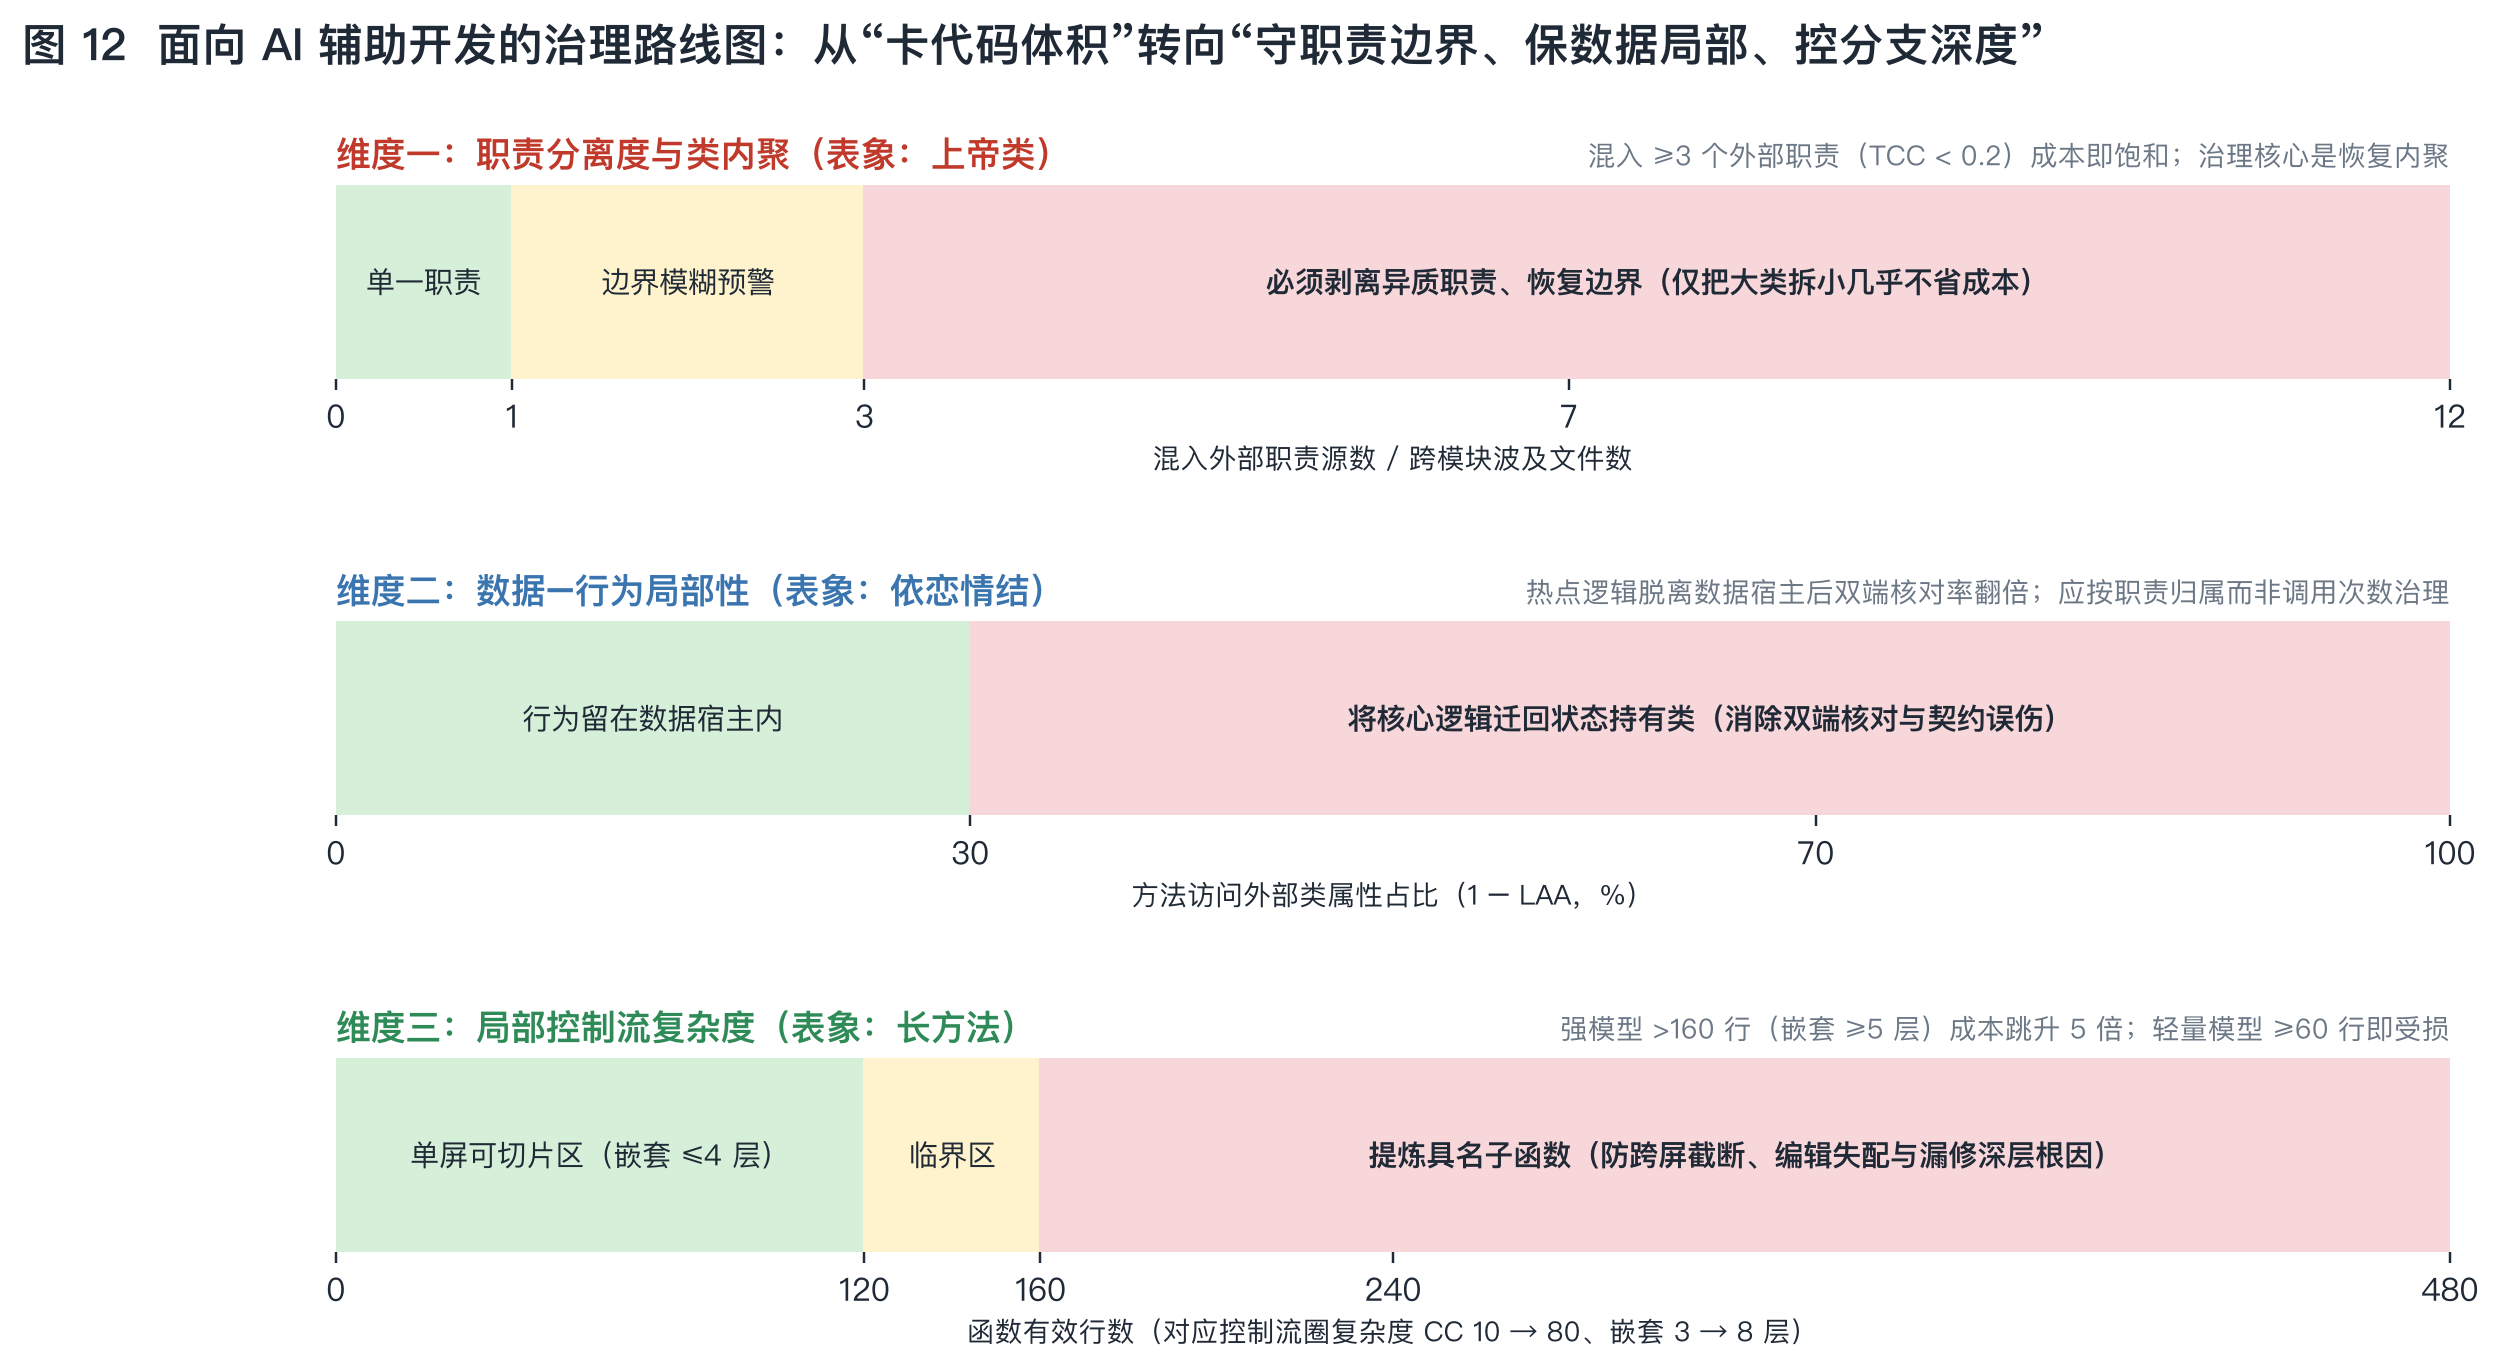 图 12 面向 AI 辅助开发的治理路线图：从“卡代码体积”转向“守职责边界、保数据局部、控分支深度”
维度一：职责分离度与类内聚（表象：上帝类）
混入 ⩾3 个外部职责（TCC < 0.2）成本即饱和；治理核心是恢复内聚
单一职责
边界模糊预警
必须剥离异质职责、恢复边界（仅把大类拆小几乎不省成本）
0 1 3 7 12
混入外部职责源数 / 跨模块波及文件数
维度二：数据—行为局部性（表象：依恋情结）
热点逻辑脱离数据宿主后双端核对率翻倍；应按职责归属而非调用次数治理
行为留在数据宿主内
将核心逻辑迁回状态持有类（消除双端核对与契约误伤）
0 30 70 100
方法访问外部类属性占比（1 − LAA，%）
维度三：局部控制流复杂度（表象：长方法）
强模型 >160 行（嵌套 ⩾5 层）成本跳升 5 倍；轻量模型 ⩾60 行即受损
单屏可切片区（嵌套 ⩽4 层）
临界区
提炼具名子函数（防跨屏截断、编辑失配与漏修深层根因）
0 120 160 240 480
函数有效行数（对应控制流圈复杂度 CC 10 → 80、嵌套 3 → 8 层）